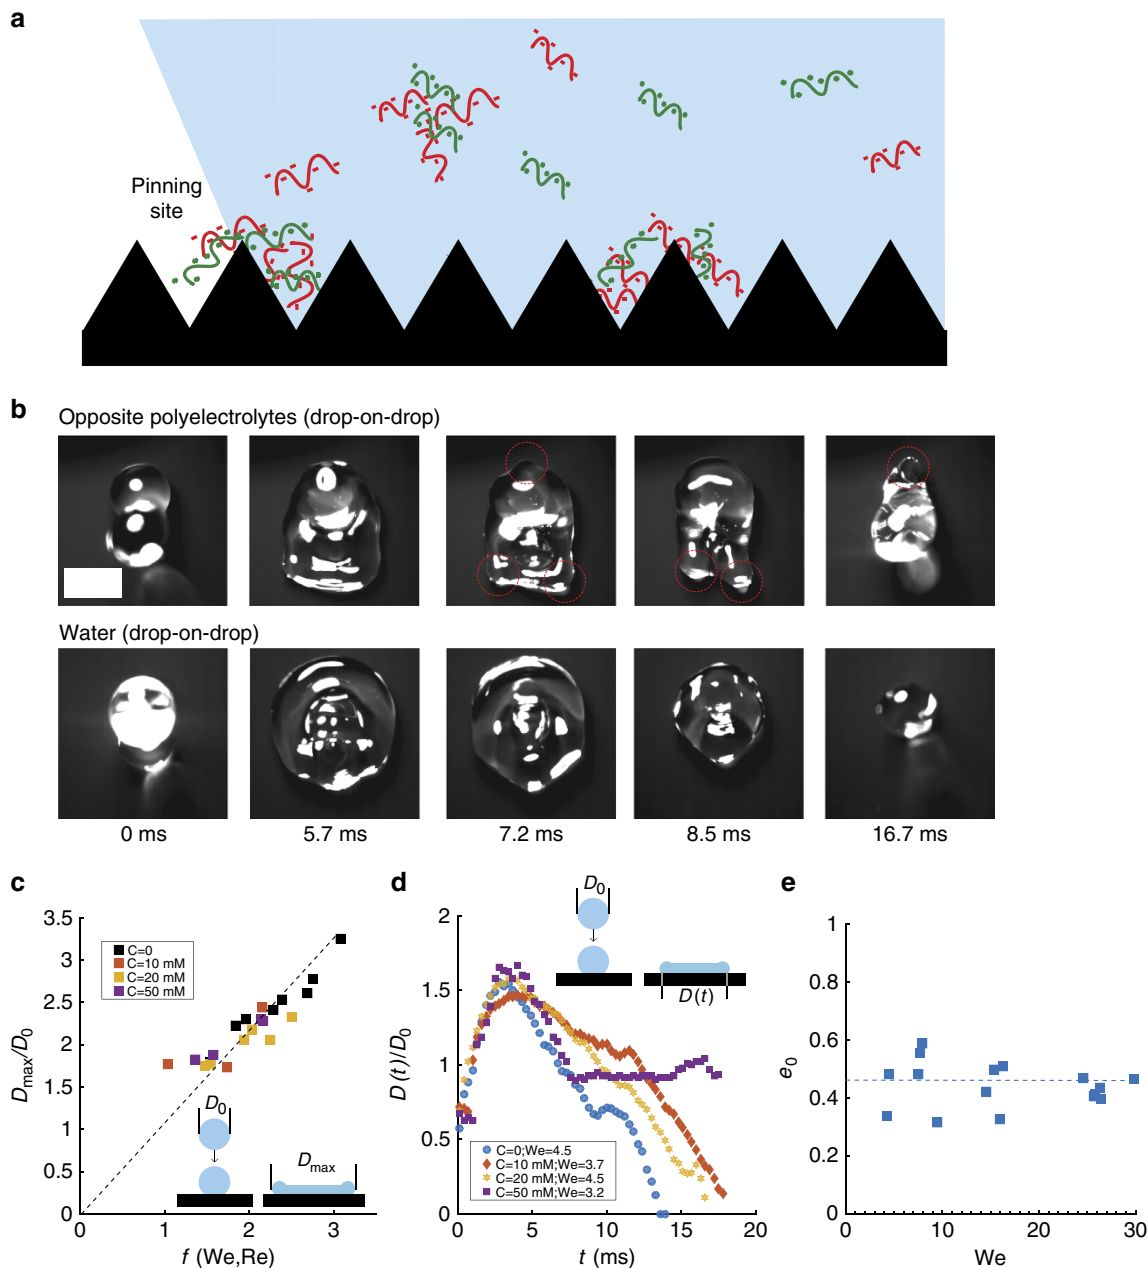 a
Pinning
site
b
Opposite polyelectrolytes (drop-on-drop)
Water (drop-on-drop)
0 ms
5.7 ms
7.2 ms
8.5 ms
16.7 ms
c
D_max/D_0
3.5
3
2.5
2
1.5
1
0.5
0
C=0
C=10 mM
C=20 mM
C=50 mM
D_0
D_max
0
1
2
3
f (We,Re)
d
D(t)/D_0
2
1.5
1
0.5
0
D_0
D(t)
C=0;We=4.5
C=10 mM;We=3.7
C=20 mM;We=4.5
C=50 mM;We=3.2
0
5
10
15
20
t (ms)
e
e_0
1
0.8
0.6
0.4
0.2
0
0
10
20
30
We